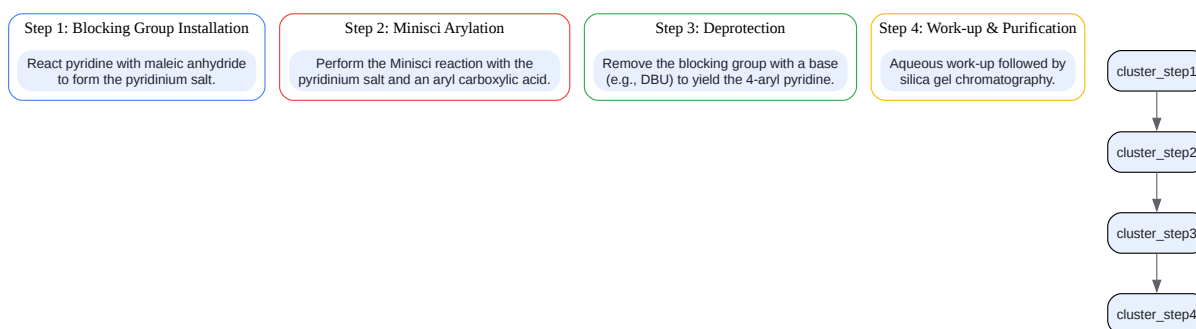 Step 1: Blocking Group Installation
React pyridine with maleic anhydride
to form the pyridinium salt.
Step 2: Minisci Arylation
Perform the Minisci reaction with the
pyridinium salt and an aryl carboxylic acid.
Step 3: Deprotection
Remove the blocking group with a base
(e.g., DBU) to yield the 4-aryl pyridine.
Step 4: Work-up & Purification
Aqueous work-up followed by
silica gel chromatography.
cluster_step1
cluster_step2
cluster_step3
cluster_step4